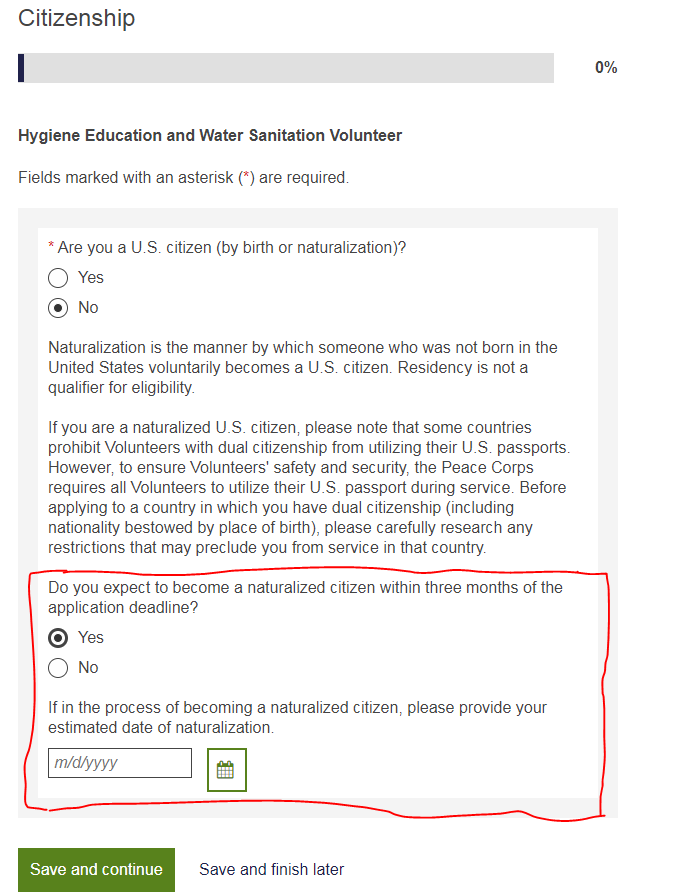 Citizenship
0%
Hygiene Education and Water Sanitation Volunteer
Fields marked with an asterisk (*) are required.
* Are you a U.S. citizen (by birth or naturalization)?
Yes
No
Naturalization is the manner by which someone who was not born in the
United States voluntarily becomes a U.S. citizen. Residency is not a
qualifier for eligibility.
If you are a naturalized U.S. citizen, please note that some countries
prohibit Volunteers with dual citizenship from utilizing their U.S. passports.
However, to ensure Volunteers' safety and security, the Peace Corps
requires all Volunteers to utilize their U.S. passport during service. Before
applying to a country in which you have dual citizenship (including
nationality bestowed by place of birth), please carefully research any
restrictions that may preclude you from service in that country.
Do you expect to become a naturalized citizen within three months of the
application deadline?
Yes
No
If in the process of becoming a naturalized citizen, please provide your
estimated date of naturalization.
m/d/yyyy
Save and continue Save and finish later